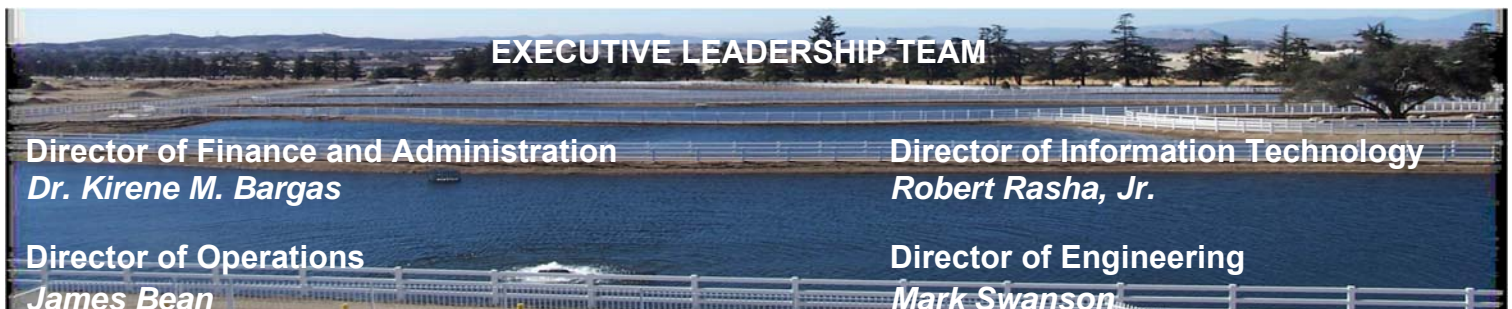 EXECUTIVE LEADERSHIP TEAM
Director of Finance and Administration
Dr. Kirene M. Bargas
Director of Information Technology
Robert Rasha, Jr.
Director of Operations
James Bean
Director of Engineering
Mark Swanson